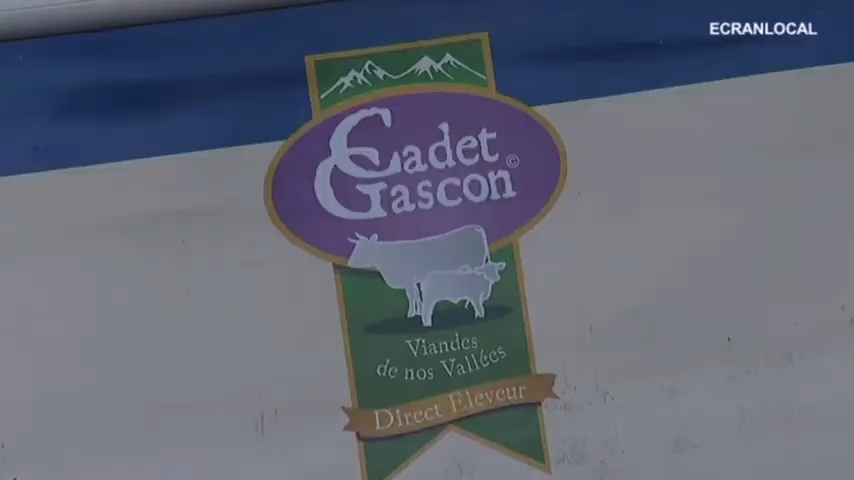 ECRANLOCAL
Cadet
Gascon ©
Viandes
de nos Vallées
Direct Eleveur